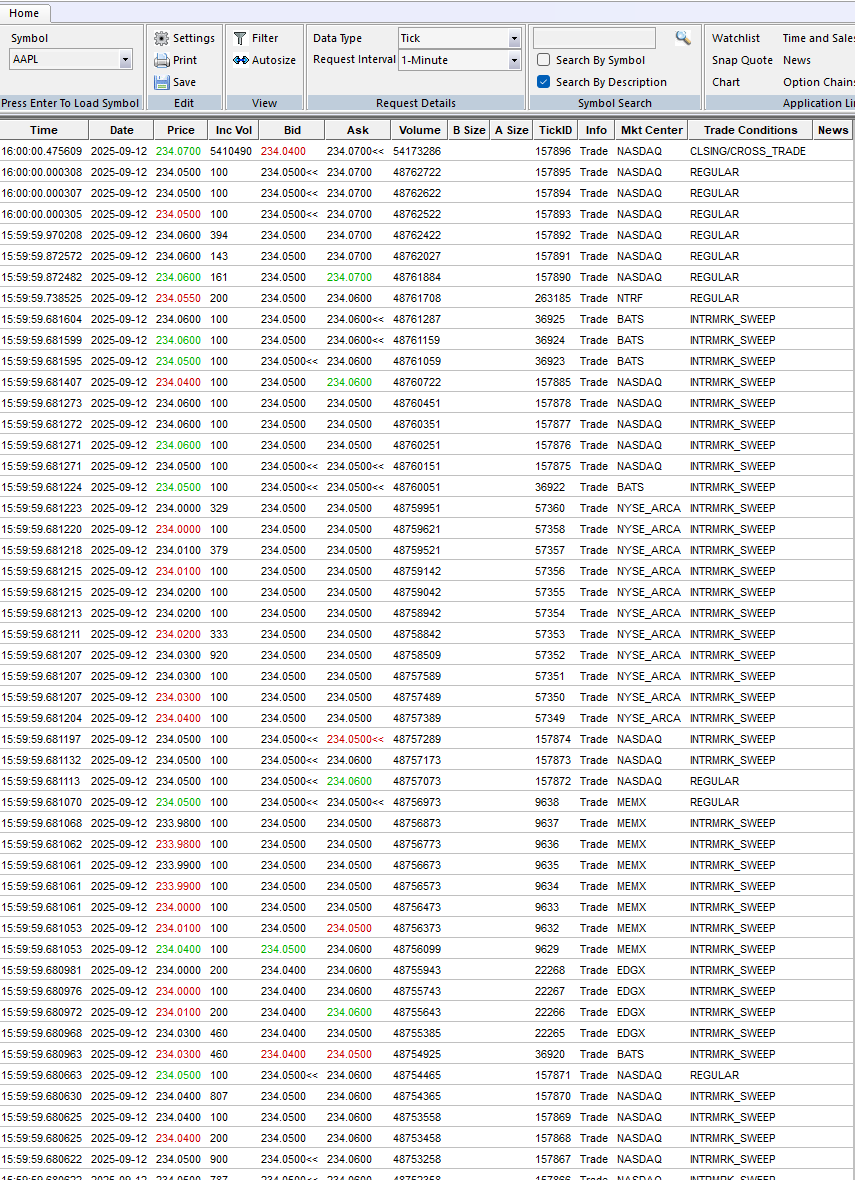 Home
Symbol Settings Filter Data Type Tick Watchlist Time and Sales
AAPL Print Autosize Request Interval 1-Minute Search By Symbol Snap Quote News
Save Search By Description Chart Option Chains
Press Enter To Load Symbol Edit View Request Details Symbol Search Application Li
Time Date Price Inc Vol Bid Ask Volume B Size A Size TickID Info Mkt Center Trade Conditions News
16:00:00.475609 2025-09-12 234.0700 5410490 234.0400 234.0700<< 54173286 157896 Trade NASDAQ CLSING/CROSS_TRADE
16:00:00.000308 2025-09-12 234.0500 100 234.0500<< 234.0700 48762722 157895 Trade NASDAQ REGULAR
16:00:00.000307 2025-09-12 234.0500 100 234.0500<< 234.0700 48762622 157894 Trade NASDAQ REGULAR
16:00:00.000305 2025-09-12 234.0500 100 234.0500<< 234.0700 48762522 157893 Trade NASDAQ REGULAR
15:59:59.970208 2025-09-12 234.0600 394 234.0500 234.0700 48762422 157892 Trade NASDAQ REGULAR
15:59:59.872572 2025-09-12 234.0600 143 234.0500 234.0700 48762027 157891 Trade NASDAQ REGULAR
15:59:59.872482 2025-09-12 234.0600 161 234.0500 234.0700 48761884 157890 Trade NASDAQ REGULAR
15:59:59.738525 2025-09-12 234.0550 200 234.0500 234.0600 48761708 263185 Trade NTRF REGULAR
15:59:59.681604 2025-09-12 234.0600 100 234.0500 234.0600<< 48761287 36925 Trade BATS INTRMRK_SWEEP
15:59:59.681599 2025-09-12 234.0600 100 234.0500 234.0600<< 48761159 36924 Trade BATS INTRMRK_SWEEP
15:59:59.681595 2025-09-12 234.0500 100 234.0500<< 234.0600 48761059 36923 Trade BATS INTRMRK_SWEEP
15:59:59.681407 2025-09-12 234.0400 100 234.0500 234.0600 48760722 157885 Trade NASDAQ INTRMRK_SWEEP
15:59:59.681273 2025-09-12 234.0600 100 234.0500 234.0500 48760451 157878 Trade NASDAQ INTRMRK_SWEEP
15:59:59.681272 2025-09-12 234.0600 100 234.0500 234.0500 48760351 157877 Trade NASDAQ INTRMRK_SWEEP
15:59:59.681271 2025-09-12 234.0600 100 234.0500 234.0500 48760251 157876 Trade NASDAQ INTRMRK_SWEEP
15:59:59.681271 2025-09-12 234.0500 100 234.0500<< 234.0500<< 48760151 157875 Trade NASDAQ INTRMRK_SWEEP
15:59:59.681224 2025-09-12 234.0500 100 234.0500<< 234.0500<< 48760051 36922 Trade BATS INTRMRK_SWEEP
15:59:59.681223 2025-09-12 234.0000 329 234.0500 234.0500 48759951 57360 Trade NYSE_ARCA INTRMRK_SWEEP
15:59:59.681220 2025-09-12 234.0000 100 234.0500 234.0500 48759621 57358 Trade NYSE_ARCA INTRMRK_SWEEP
15:59:59.681218 2025-09-12 234.0100 379 234.0500 234.0500 48759521 57357 Trade NYSE_ARCA INTRMRK_SWEEP
15:59:59.681215 2025-09-12 234.0100 100 234.0500 234.0500 48759142 57356 Trade NYSE_ARCA INTRMRK_SWEEP
15:59:59.681215 2025-09-12 234.0200 100 234.0500 234.0500 48759042 57355 Trade NYSE_ARCA INTRMRK_SWEEP
15:59:59.681213 2025-09-12 234.0200 100 234.0500 234.0500 48758942 57354 Trade NYSE_ARCA INTRMRK_SWEEP
15:59:59.681211 2025-09-12 234.0200 333 234.0500 234.0500 48758842 57353 Trade NYSE_ARCA INTRMRK_SWEEP
15:59:59.681207 2025-09-12 234.0300 920 234.0500 234.0500 48758509 57352 Trade NYSE_ARCA INTRMRK_SWEEP
15:59:59.681207 2025-09-12 234.0300 100 234.0500 234.0500 48757589 57351 Trade NYSE_ARCA INTRMRK_SWEEP
15:59:59.681207 2025-09-12 234.0300 100 234.0500 234.0500 48757489 57350 Trade NYSE_ARCA INTRMRK_SWEEP
15:59:59.681204 2025-09-12 234.0400 100 234.0500 234.0500 48757389 57349 Trade NYSE_ARCA INTRMRK_SWEEP
15:59:59.681197 2025-09-12 234.0500 100 234.0500<< 234.0500<< 48757289 157874 Trade NASDAQ INTRMRK_SWEEP
15:59:59.681132 2025-09-12 234.0500 100 234.0500<< 234.0600 48757173 157873 Trade NASDAQ INTRMRK_SWEEP
15:59:59.681113 2025-09-12 234.0500 100 234.0500<< 234.0600 48757073 157872 Trade NASDAQ REGULAR
15:59:59.681070 2025-09-12 234.0500 100 234.0500<< 234.0500<< 48756973 9638 Trade MEMX REGULAR
15:59:59.681068 2025-09-12 233.9800 100 234.0500 234.0500 48756873 9637 Trade MEMX INTRMRK_SWEEP
15:59:59.681062 2025-09-12 233.9800 100 234.0500 234.0500 48756773 9636 Trade MEMX INTRMRK_SWEEP
15:59:59.681061 2025-09-12 233.9900 100 234.0500 234.0500 48756673 9635 Trade MEMX INTRMRK_SWEEP
15:59:59.681061 2025-09-12 233.9900 100 234.0500 234.0500 48756573 9634 Trade MEMX INTRMRK_SWEEP
15:59:59.681061 2025-09-12 234.0000 100 234.0500 234.0500 48756473 9633 Trade MEMX INTRMRK_SWEEP
15:59:59.681053 2025-09-12 234.0100 100 234.0500 234.0500 48756373 9632 Trade MEMX INTRMRK_SWEEP
15:59:59.681053 2025-09-12 234.0400 100 234.0500 234.0600 48756099 9629 Trade MEMX INTRMRK_SWEEP
15:59:59.680981 2025-09-12 234.0000 200 234.0400 234.0600 48755943 22268 Trade EDGX INTRMRK_SWEEP
15:59:59.680976 2025-09-12 234.0000 100 234.0400 234.0600 48755743 22267 Trade EDGX INTRMRK_SWEEP
15:59:59.680972 2025-09-12 234.0100 200 234.0400 234.0600 48755643 22266 Trade EDGX INTRMRK_SWEEP
15:59:59.680968 2025-09-12 234.0300 460 234.0400 234.0500 48755385 22265 Trade EDGX INTRMRK_SWEEP
15:59:59.680963 2025-09-12 234.0300 460 234.0400 234.0500 48754925 36920 Trade BATS INTRMRK_SWEEP
15:59:59.680663 2025-09-12 234.0500 100 234.0500<< 234.0600 48754465 157871 Trade NASDAQ REGULAR
15:59:59.680630 2025-09-12 234.0400 807 234.0500 234.0600 48754365 157870 Trade NASDAQ INTRMRK_SWEEP
15:59:59.680625 2025-09-12 234.0400 100 234.0500 234.0600 48753558 157869 Trade NASDAQ INTRMRK_SWEEP
15:59:59.680625 2025-09-12 234.0400 200 234.0500 234.0600 48753458 157868 Trade NASDAQ INTRMRK_SWEEP
15:59:59.680622 2025-09-12 234.0500 900 234.0500<< 234.0600 48753258 157867 Trade NASDAQ INTRMRK_SWEEP
15:59:59.680622 2025-09-12 234.0500 787 234.0500<< 234.0600 48752358 157866 Trade NASDAQ INTRMRK_SWEEP